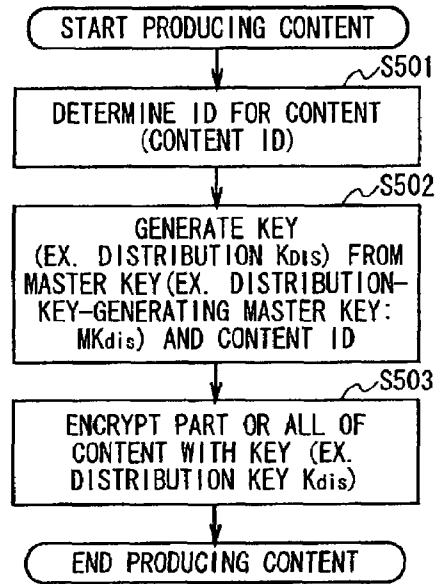 START PRODUCING CONTENT
S501
DETERMINE ID FOR CONTENT
(CONTENT ID)
S502
GENERATE KEY
(EX. DISTRIBUTION KDis) FROM
MASTER KEY(EX. DISTRIBUTION-
KEY-GENERATING MASTER KEY:
MKdis) AND CONTENT ID
S503
ENCRYPT PART OR ALL OF
CONTENT WITH KEY (EX.
DISTRIBUTION KEY Kdis)
END PRODUCING CONTENT